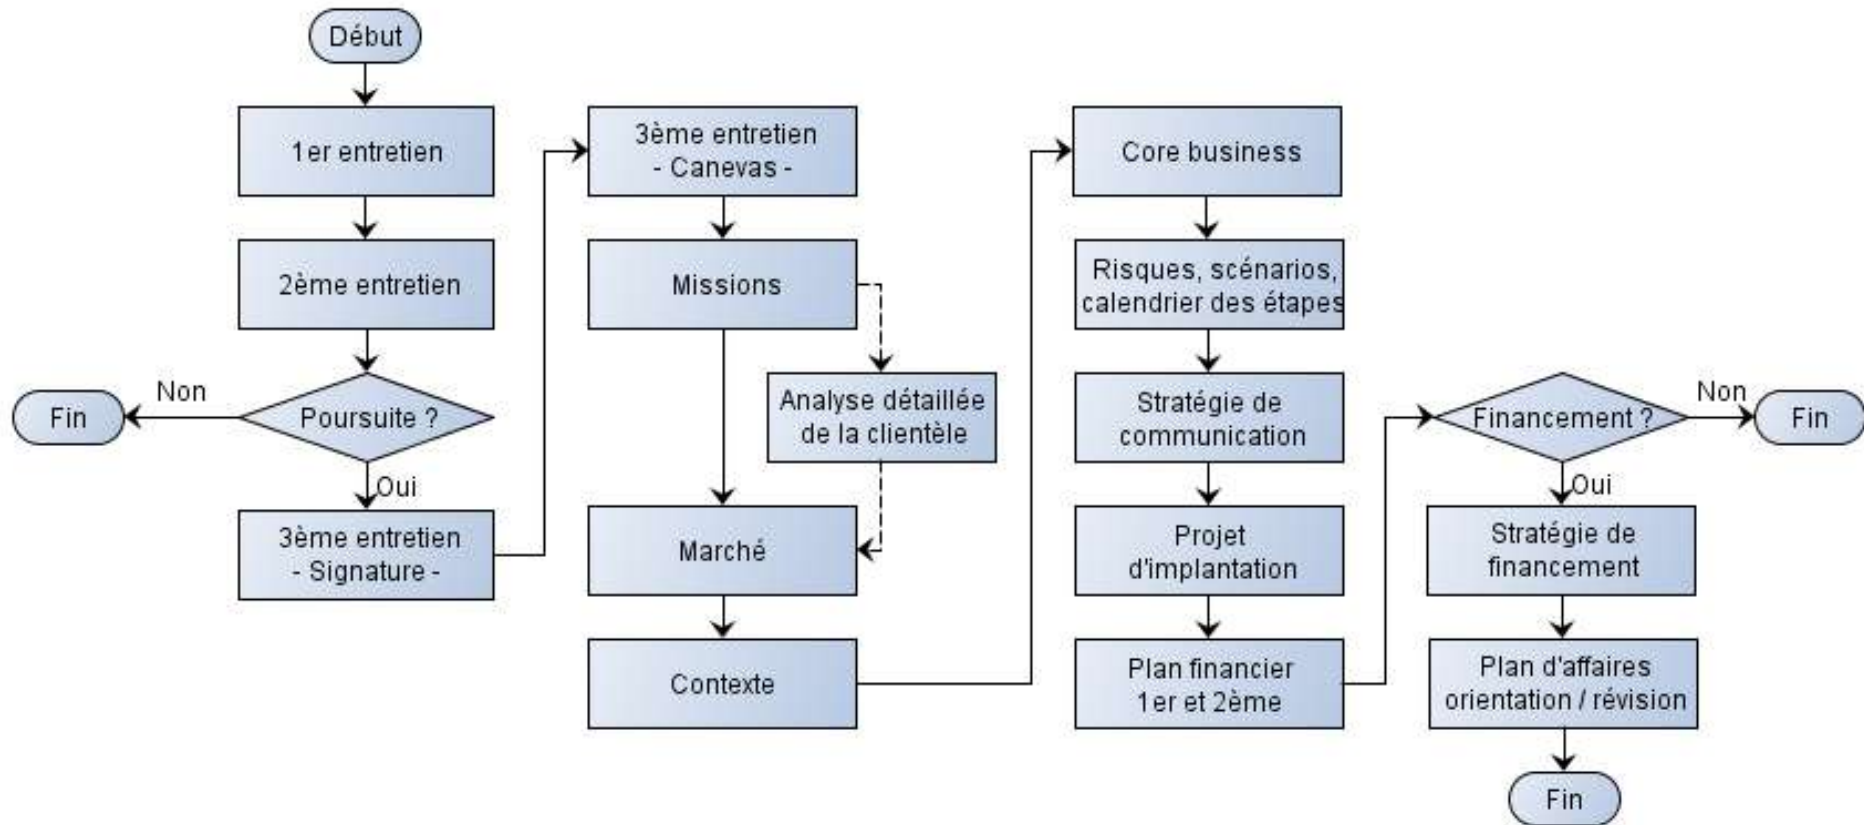 Début
1er entretien
2ème entretien
Poursuite ?
Non
Fin
Oui
3ème entretien
- Signature -
3ème entretien
- Canevas -
Missions
Analyse détaillée
de la clientèle
Marché
Contexte
Core business
Risques, scénarios,
calendrier des étapes
Stratégie de
communication
Projet
d'implantation
Plan financier
1er et 2ème
Financement ?
Non
Fin
Oui
Stratégie de
financement
Plan d'affaires
orientation / révision
Fin